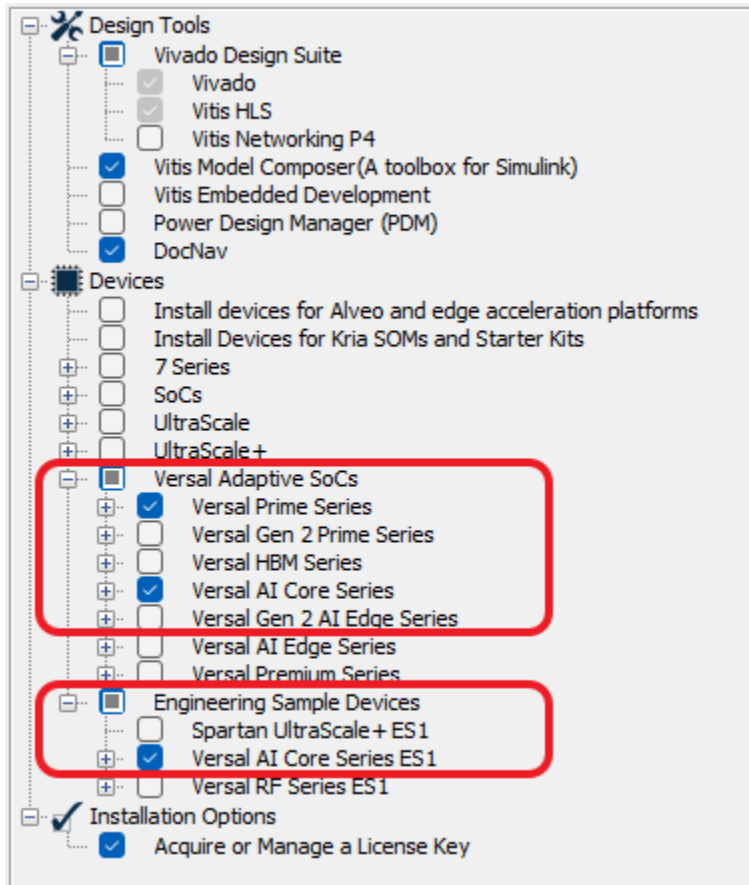 Design Tools
Vivado Design Suite
Vivado
Vitis HLS
Vitis Networking P4
Vitis Model Composer(A toolbox for Simulink)
Vitis Embedded Development
Power Design Manager (PDM)
DocNav
Devices
Install devices for Alveo and edge acceleration platforms
Install Devices for Kria SOMs and Starter Kits
7 Series
SoCs
UltraScale
UltraScale+
Versal Adaptive SoCs
Versal Prime Series
Versal Gen 2 Prime Series
Versal HBM Series
Versal AI Core Series
Versal Gen 2 AI Edge Series
Versal AI Edge Series
Versal Premium Series
Engineering Sample Devices
Spartan UltraScale+ ES1
Versal AI Core Series ES1
Versal RF Series ES1
Installation Options
Acquire or Manage a License Key